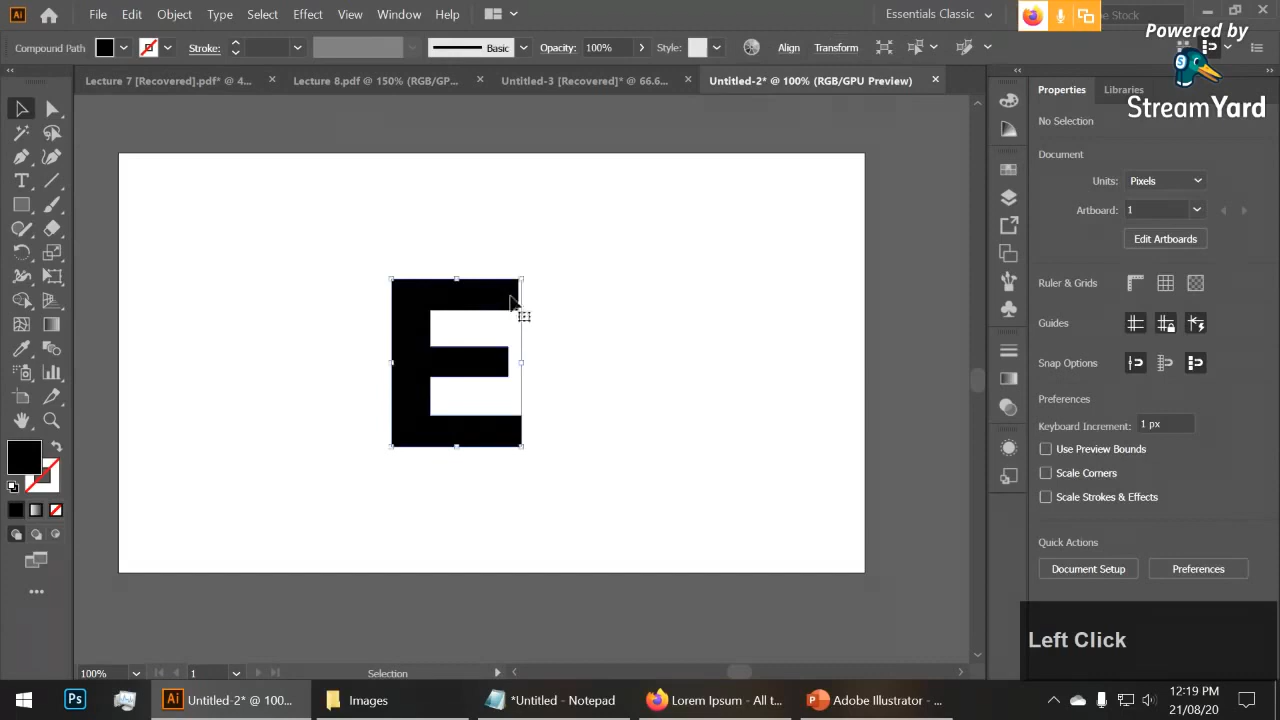 File Edit Object Type Select Effect View Window Help
Essentials Classic
Stock
Powered by
StreamYard
Compound Path
Stroke:
Basic
Opacity: 100%
Style:
Align
Transform
Lecture 7 [Recovered].pdf* @ 4...
Lecture 8.pdf @ 150% (RGB/GP...
Untitled-3 [Recovered]* @ 66.6...
Untitled-2* @ 100% (RGB/GPU Preview)
Properties
Libraries
No Selection
Document
Units: Pixels
Artboard: 1
Edit Artboards
Ruler & Grids
Guides
Snap Options
Preferences
Keyboard Increment: 1 px
Use Preview Bounds
Scale Corners
Scale Strokes & Effects
Quick Actions
Document Setup
Preferences
E
Left Click
100%
1
Selection
Ps
Ai
Untitled-2* @ 100...
Images
*Untitled - Notepad
Lorem Ipsum - All t...
Adobe Illustrator - ...
12:19 PM
21/08/20